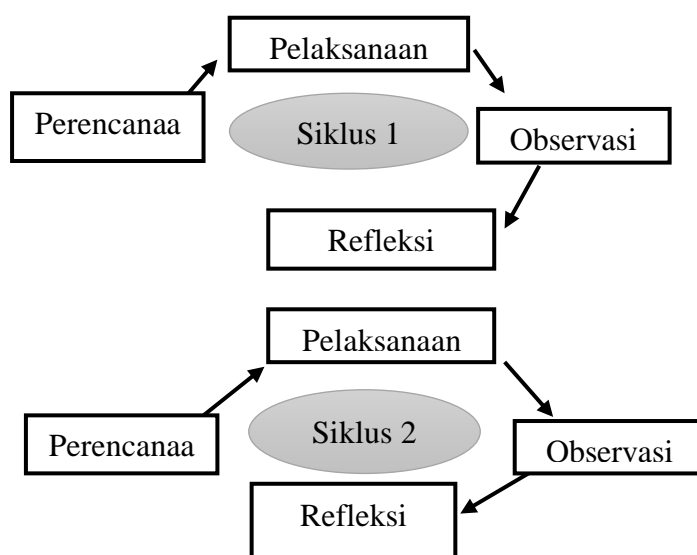 Pelaksanaan
Perencanaa
Siklus 1
Observasi
Refleksi
Pelaksanaan
Perencanaa
Siklus 2
Observasi
Refleksi